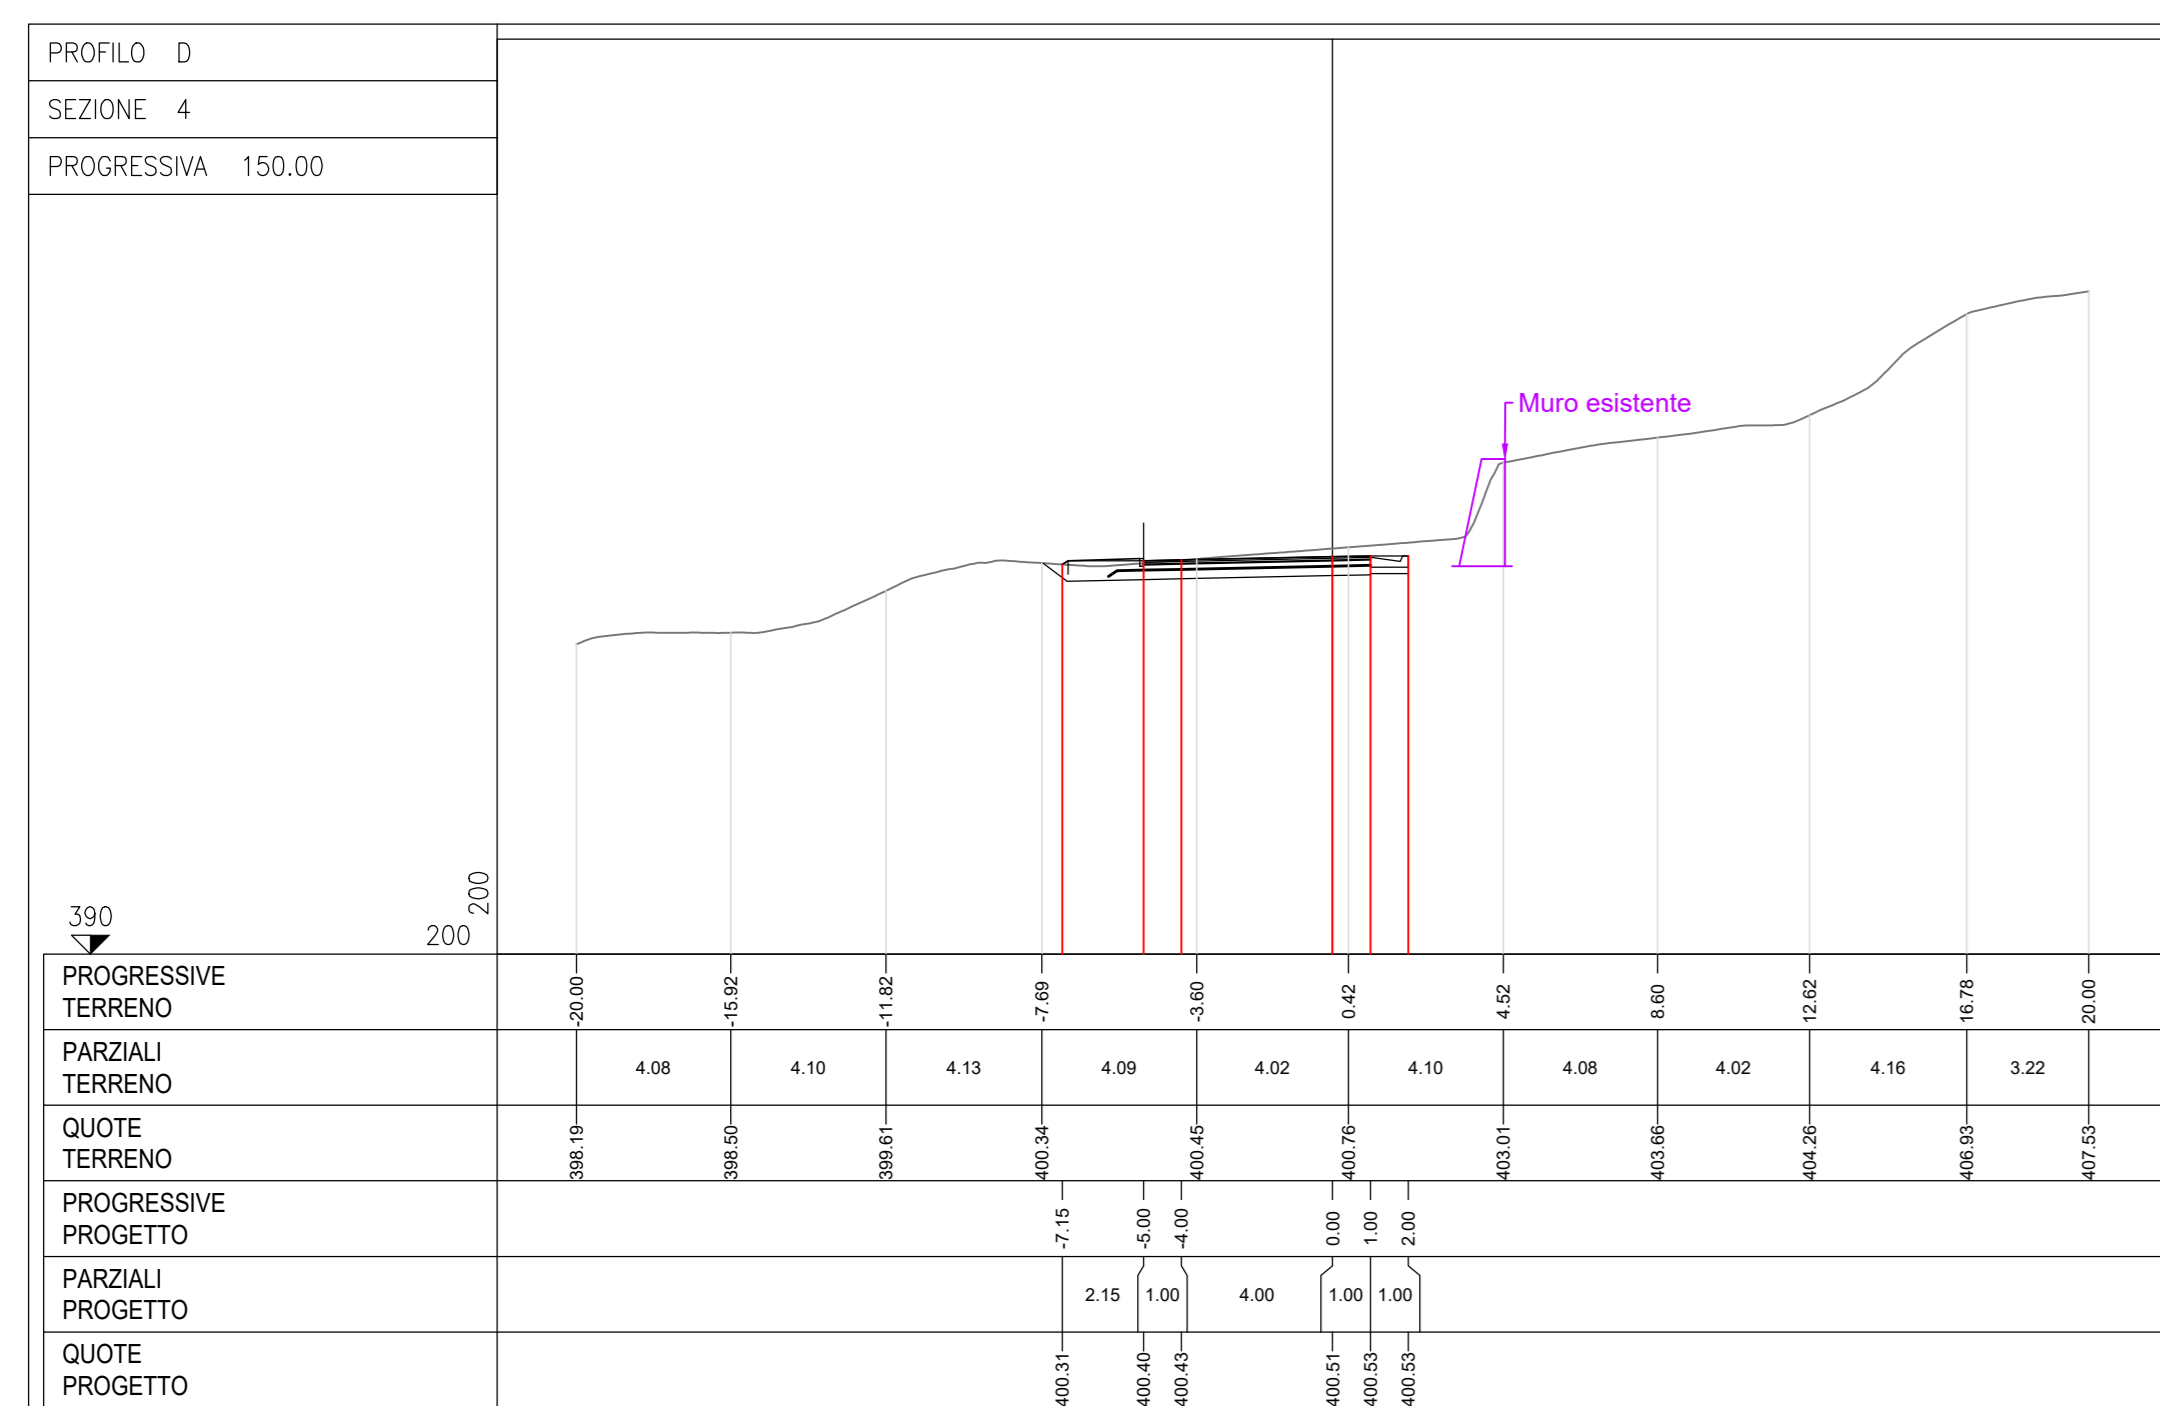 PROFILO D
SEZIONE 4
PROGRESSIVA 150.00
Muro esistente
200
390
200
PROGRESSIVE
TERRENO
-20.00 -15.92 -11.82 -7.69 -3.60 0.42 4.52 8.60 12.62 16.78 20.00
PARZIALI
TERRENO
4.08 4.10 4.13 4.09 4.02 4.10 4.08 4.02 4.16 3.22
QUOTE
TERRENO
398.19 398.50 399.61 400.34 400.45 400.76 403.01 403.66 404.26 406.93 407.53
PROGRESSIVE
PROGETTO
-7.15 -5.00 -4.00 0.00 1.00 2.00
PARZIALI
PROGETTO
2.15 1.00 4.00 1.00 1.00
QUOTE
PROGETTO
400.31 400.40 400.43 400.51 400.53 400.53